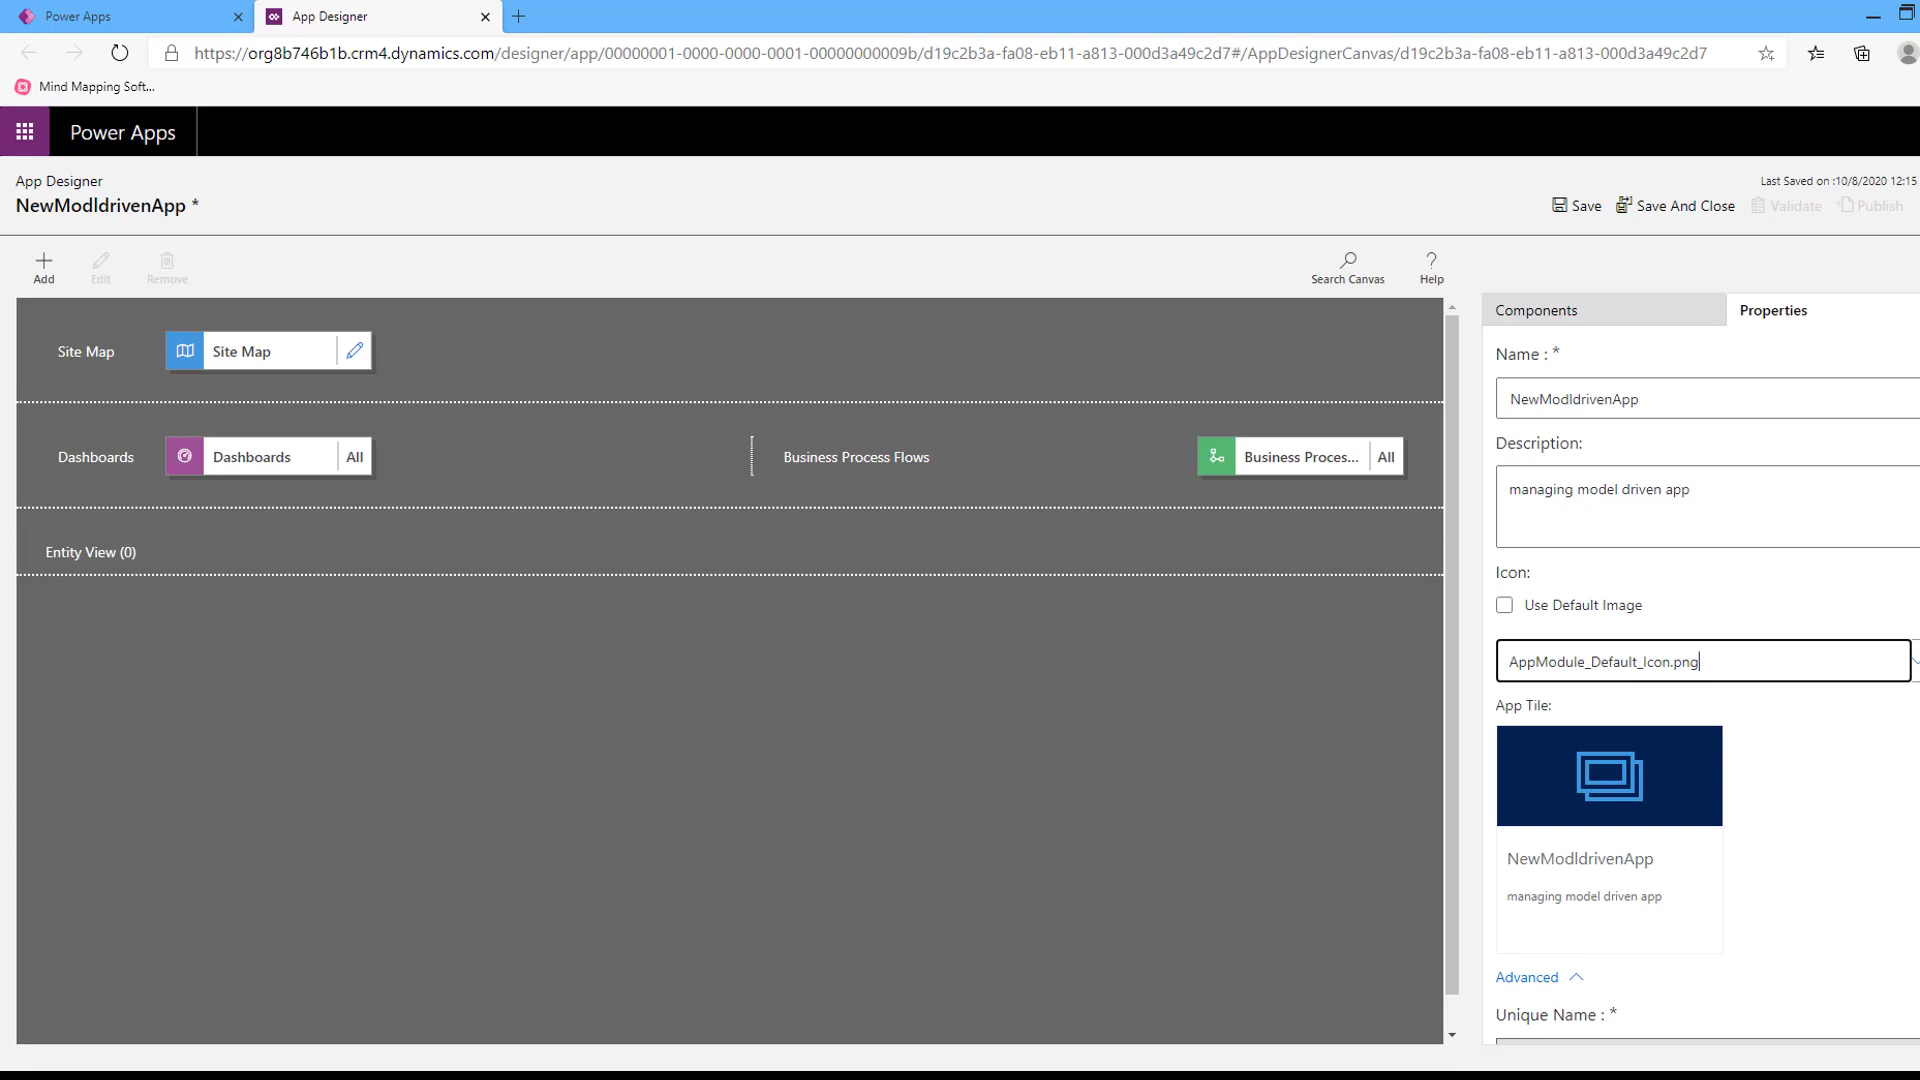 Power Apps
App Designer
https://org8b746b1b.crm4.dynamics.com/designer/app/00000001-0000-0000-0001-00000000009b/d19c2b3a-fa08-eb11-a813-000d3a49c2d7#/AppDesignerCanvas/d19c2b3a-fa08-eb11-a813-000d3a49c2d7
Mind Mapping Soft...
Power Apps
App Designer
Last Saved on :10/8/2020 12:15
NewModldrivenApp *
Save
Save And Close
Validate
Publish
Add
Edit
Remove
Search Canvas
Help
Site Map
Site Map
Dashboards
Dashboards
All
Business Process Flows
Business Proces...
All
Entity View (0)
Components
Properties
Name : *
NewModldrivenApp
Description:
managing model driven app
Icon:
Use Default Image
AppModule_Default_Icon.png
App Tile:
NewModldrivenApp
managing model driven app
Advanced
Unique Name : *